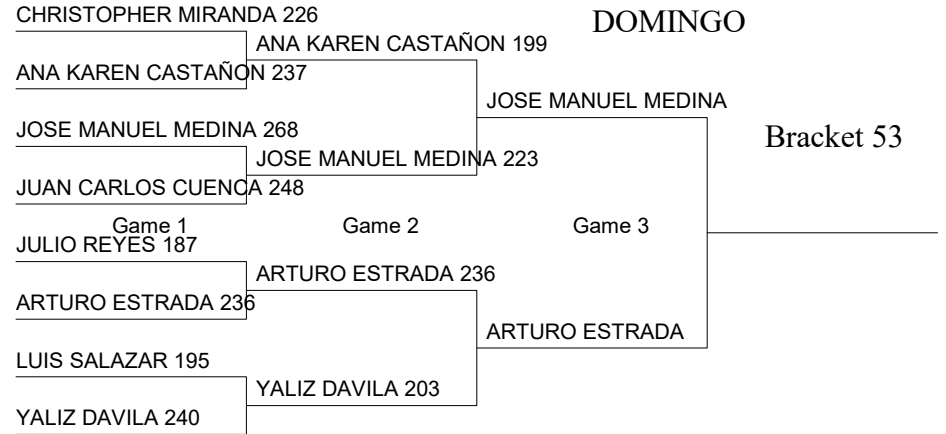 CHRISTOPHER MIRANDA 226
DOMINGO
ANA KAREN CASTAÑON 199
ANA KAREN CASTAÑON 237
JOSE MANUEL MEDINA
JOSE MANUEL MEDINA 268
Bracket 53
JOSE MANUEL MEDINA 223
JUAN CARLOS CUENCA 248
Game 1 Game 2 Game 3
JULIO REYES 187
ARTURO ESTRADA 236
ARTURO ESTRADA 236
ARTURO ESTRADA
LUIS SALAZAR 195
YALIZ DAVILA 203
YALIZ DAVILA 240